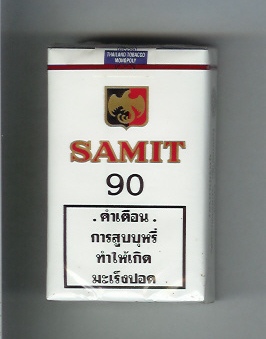 THAILAND TOBACCO
MONOPOLY
SAMIT
90
. คำเตือน .
การสูบบุหรี่
ทำให้เกิด
มะเร็งปอด